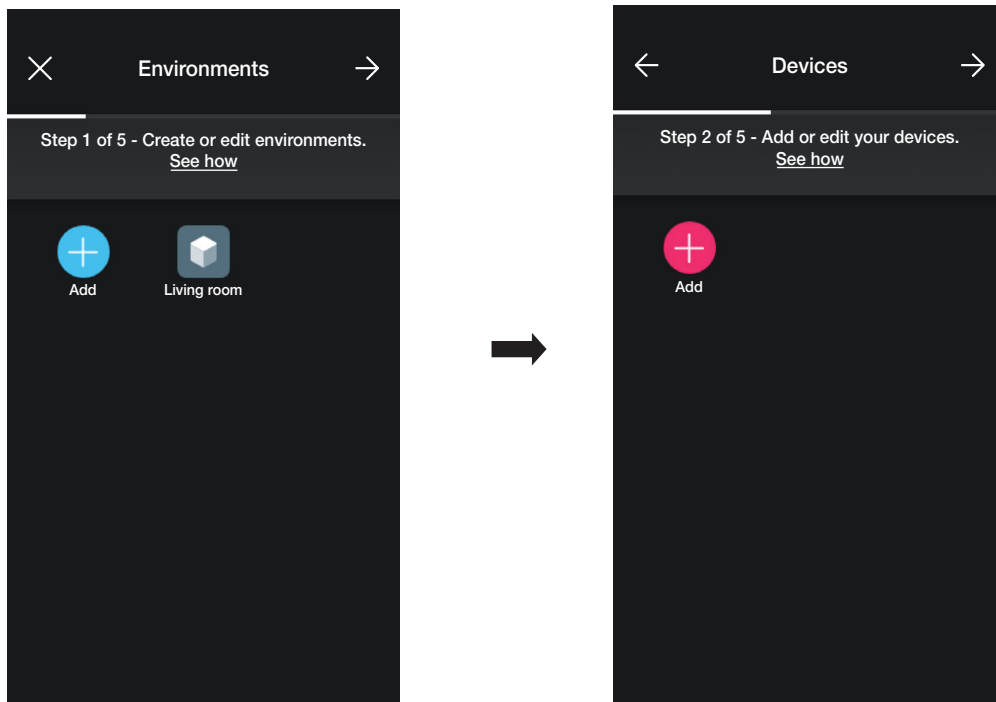 Environments
Step 1 of 5 - Create or edit environments.
See how
Add
Living room
Devices
Step 2 of 5 - Add or edit your devices.
See how
Add